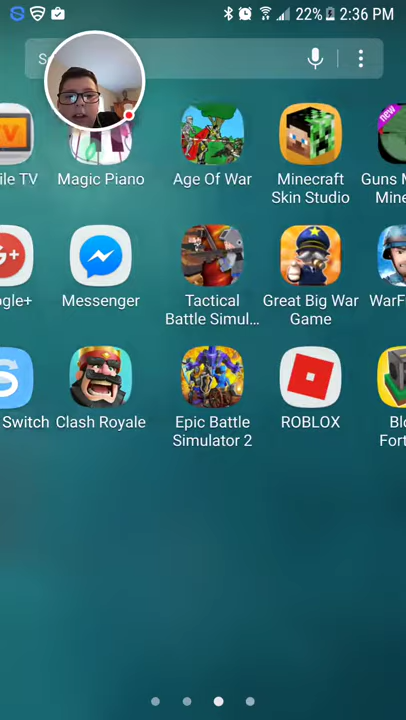 22% 2:36 PM
S
ile TV
Magic Piano
Age Of War
Minecraft
Skin Studio
new
Guns M
Mine
gle+
Messenger
Tactical
Battle Simul...
Great Big War
Game
WarF
Switch
Clash Royale
Epic Battle
Simulator 2
ROBLOX
Blo
Fort